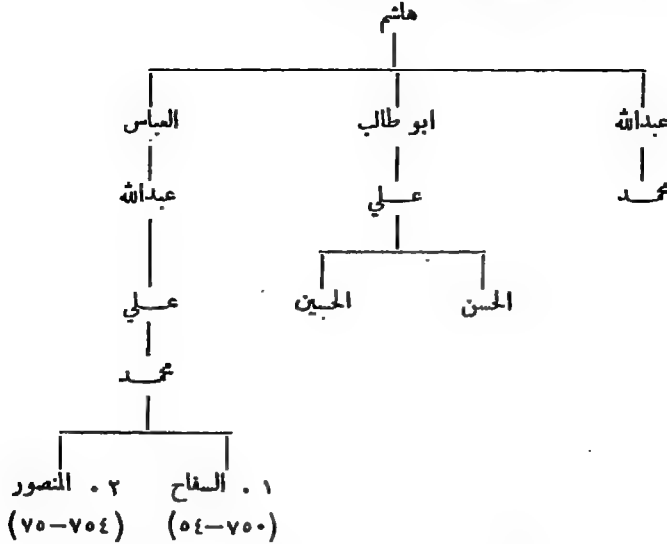 هاشم
عبدالله ابو طالب العباس
محمد علي عبدالله
الحسن الحسين علي
محمد
١ . السفاح ٢ . المنصور
(٧٥٠–٥٤) (٧٥٤–٧٥)